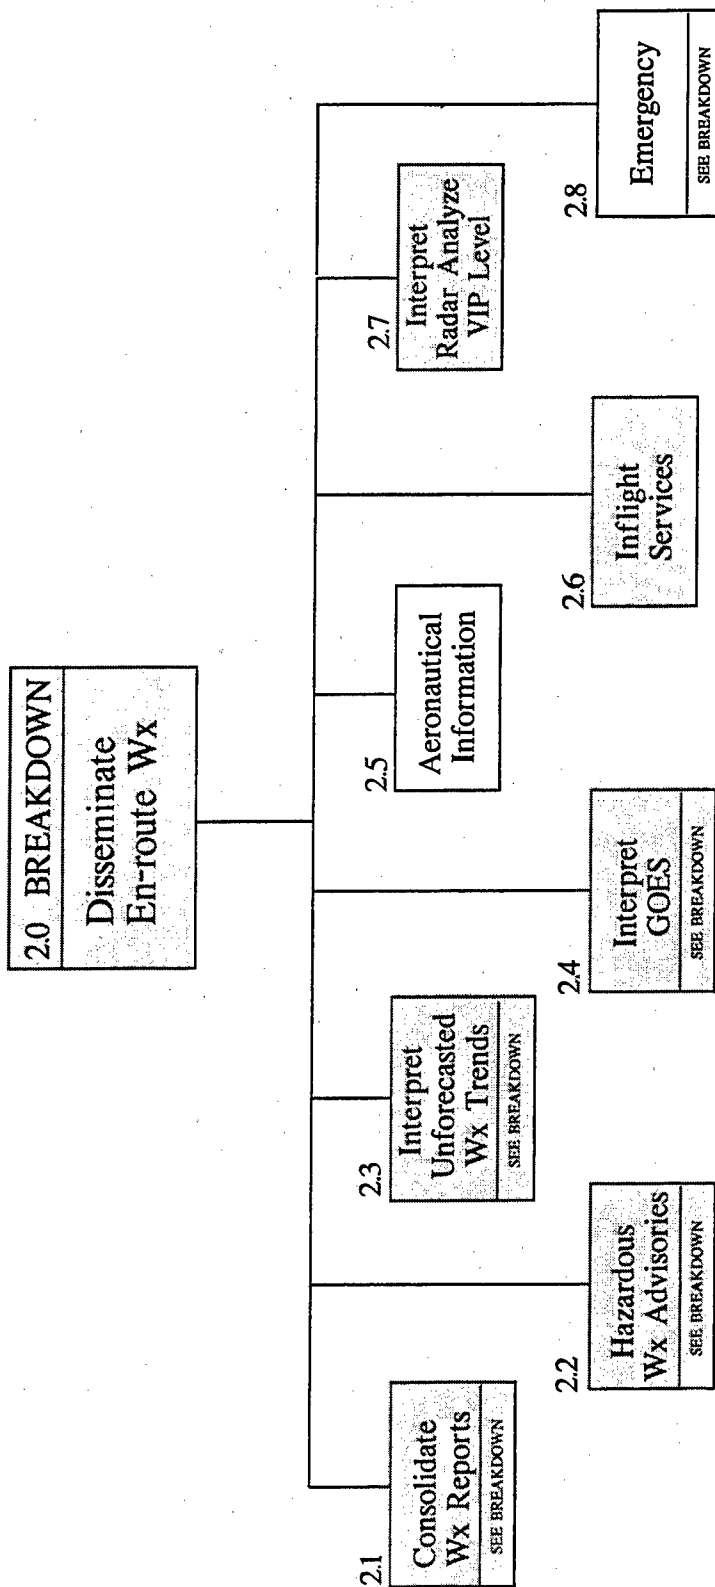 2.0 BREAKDOWN
Disseminate
En-route Wx
2.1
Consolidate
Wx Reports
SEE BREAKDOWN
2.2
Hazardous
Wx Advisories
SEE BREAKDOWN
2.3
Interpret
Unforecasted
Wx Trends
SEE BREAKDOWN
2.4
Interpret
GOES
SEE BREAKDOWN
2.5
Aeronautical
Information
2.6
Inflight
Services
2.7
Interpret
Radar Analyze
VIP Level
2.8
Emergency
SEE BREAKDOWN